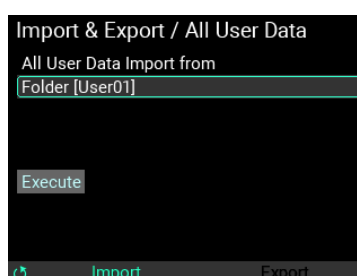 Import & Export / All User Data
All User Data Import from
Folder [User01]
Execute
Import Export